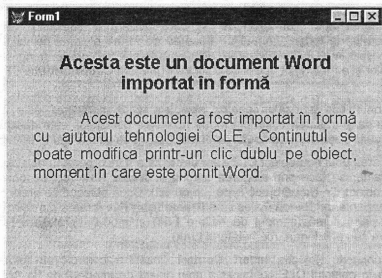 Form1
Acesta este un document Word
importat în formă
Acest document a fost importat în formă
cu ajutorul tehnologiei OLE. Conținutul se
poate modifica printr-un clic dublu pe obiect,
moment în care este pornit Word.